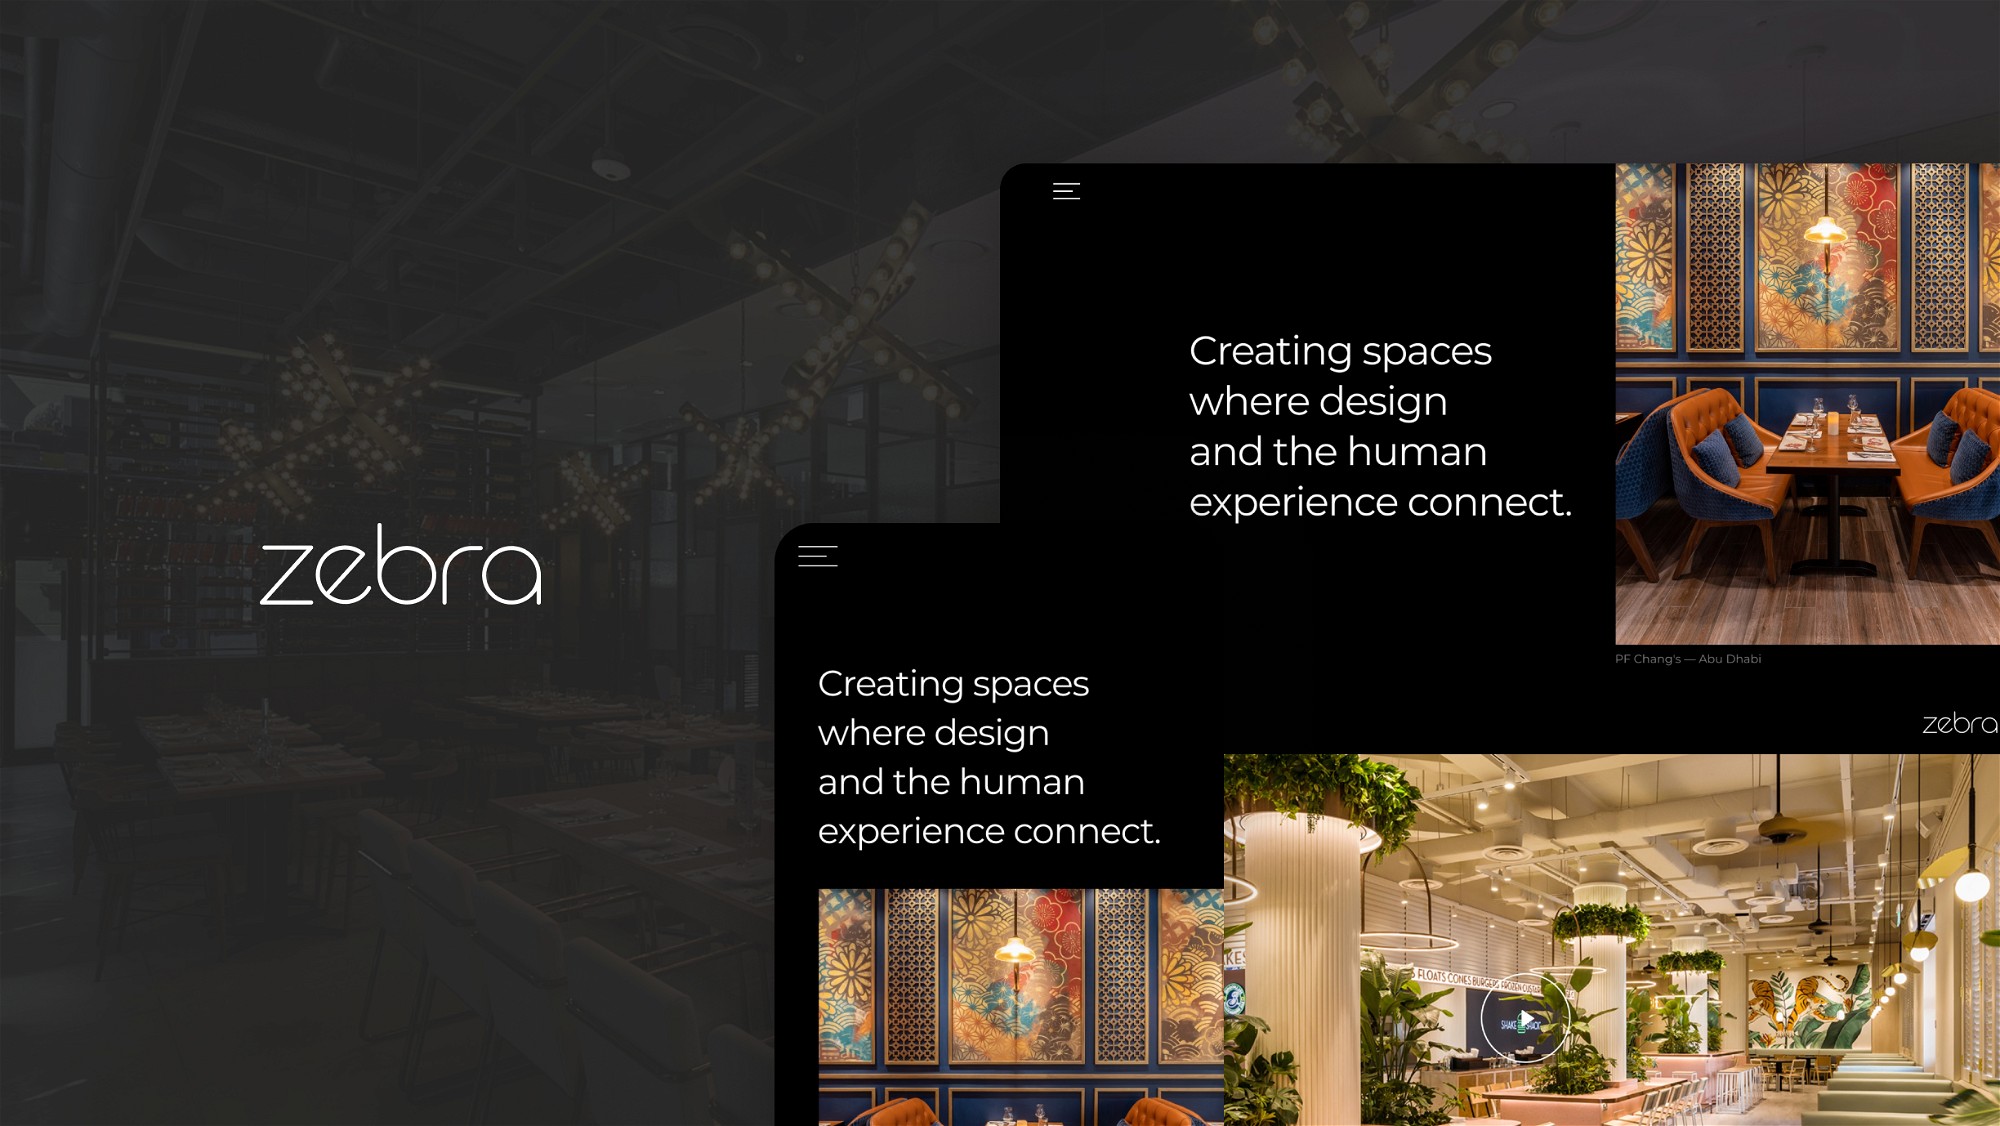 zebra
Creating spaces
where design
and the human
experience connect.
PF Chang's — Abu Dhabi
zebra
Creating spaces
where design
and the human
experience connect.
FLOATS CONES BURGERS FROZEN
SHAKE SHACK